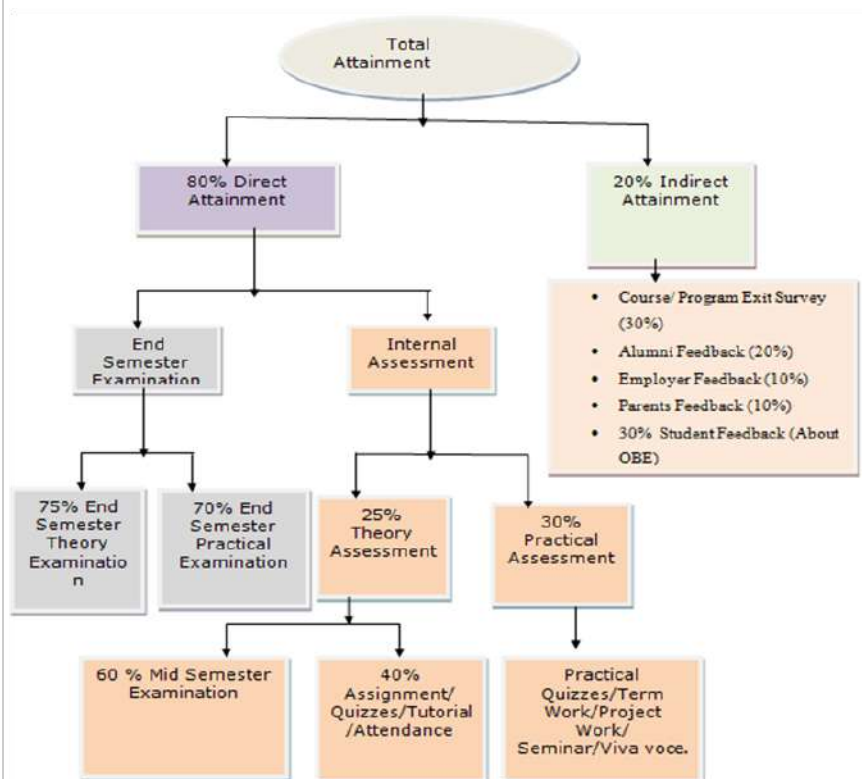 Total
Attainment
80% Direct
Attainment
20% Indirect
Attainment
• Course/ Program Exit Survey
(30%)
• Alumni Feedback (20%)
• Employer Feedback (10%)
• Parents Feedback (10%)
• 30% Student Feedback (About
OBE)
End
Semester
Examination
Internal
Assessment
75% End
Semester
Theory
Examinatio
n
70% End
Semester
Practical
Examination
25%
Theory
Assessment
30%
Practical
Assessment
60 % Mid Semester
Examination
40%
Assignment/
Quizzes/Tutorial
/Attendance
Practical
Quizzes/Term
Work/Project
Work/
Seminar/Viva voce.